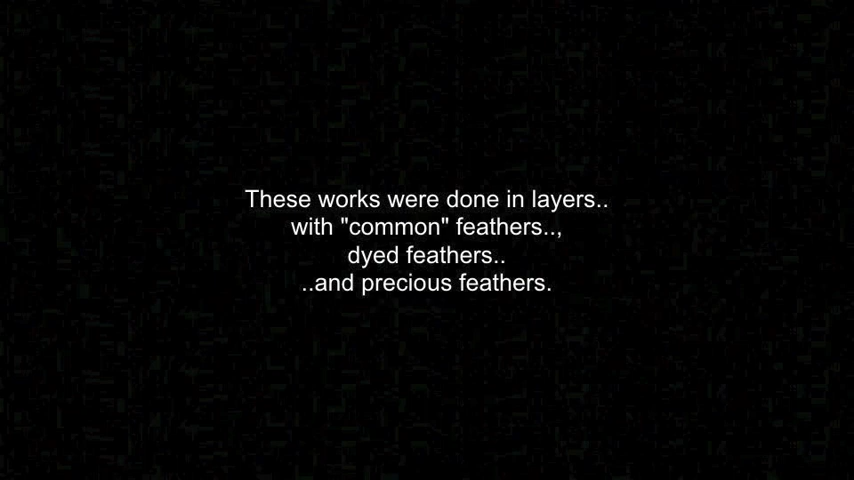 These works were done in layers..
with "common" feathers..,
dyed feathers..
..and precious feathers.